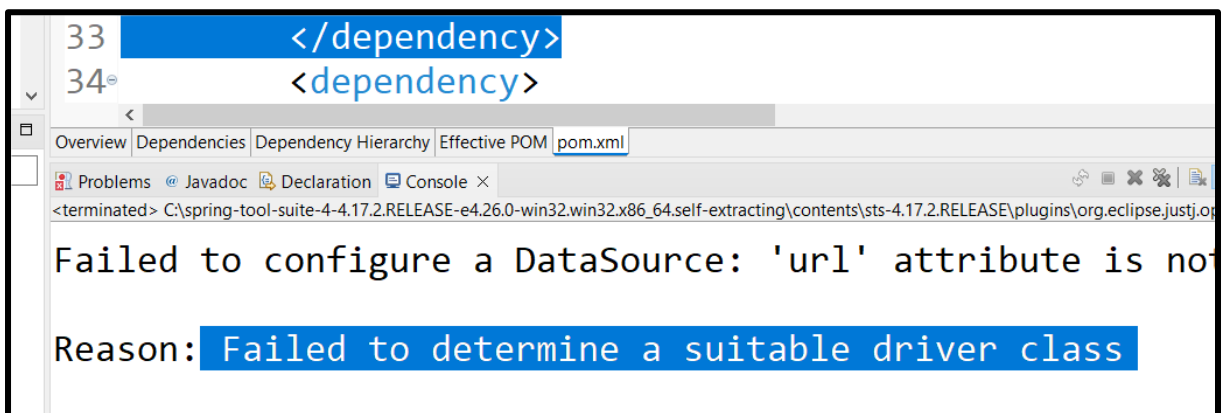 33 </dependency>
34 <dependency>
Overview Dependencies Dependency Hierarchy Effective POM pom.xml
Problems @ Javadoc Declaration Console
<terminated> C:\spring-tool-suite-4-4.17.2.RELEASE-e4.26.0-win32.win32.x86_64.self-extracting\contents\sts-4.17.2.RELEASE\plugins\org.eclipse.justj.op
Failed to configure a DataSource: 'url' attribute is not
Reason: Failed to determine a suitable driver class